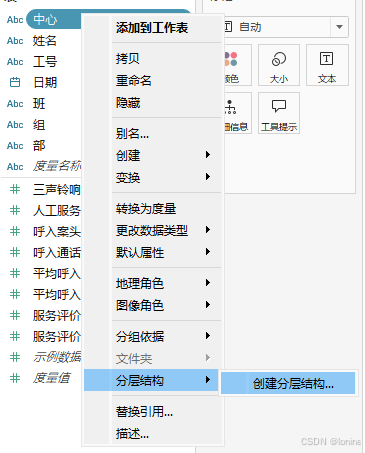 Abc 中心
Abc 姓名
Abc 工号
日期
Abc 班
Abc 组
Abc 部
Abc 度量名称
三声铃响
人工服务
呼入案头
呼入通话
平均呼入
平均呼入
服务评价
服务评价
示例数据
度量值
添加到工作表
拷贝
重命名
隐藏
别名...
创建
变换
转换为度量
更改数据类型
默认属性
地理角色
图像角色
分组依据
文件夹
分层结构
替换引用...
描述...
创建分层结构...
自动
颜色 大小 文本
信息 工具提示
CSDN @lonina